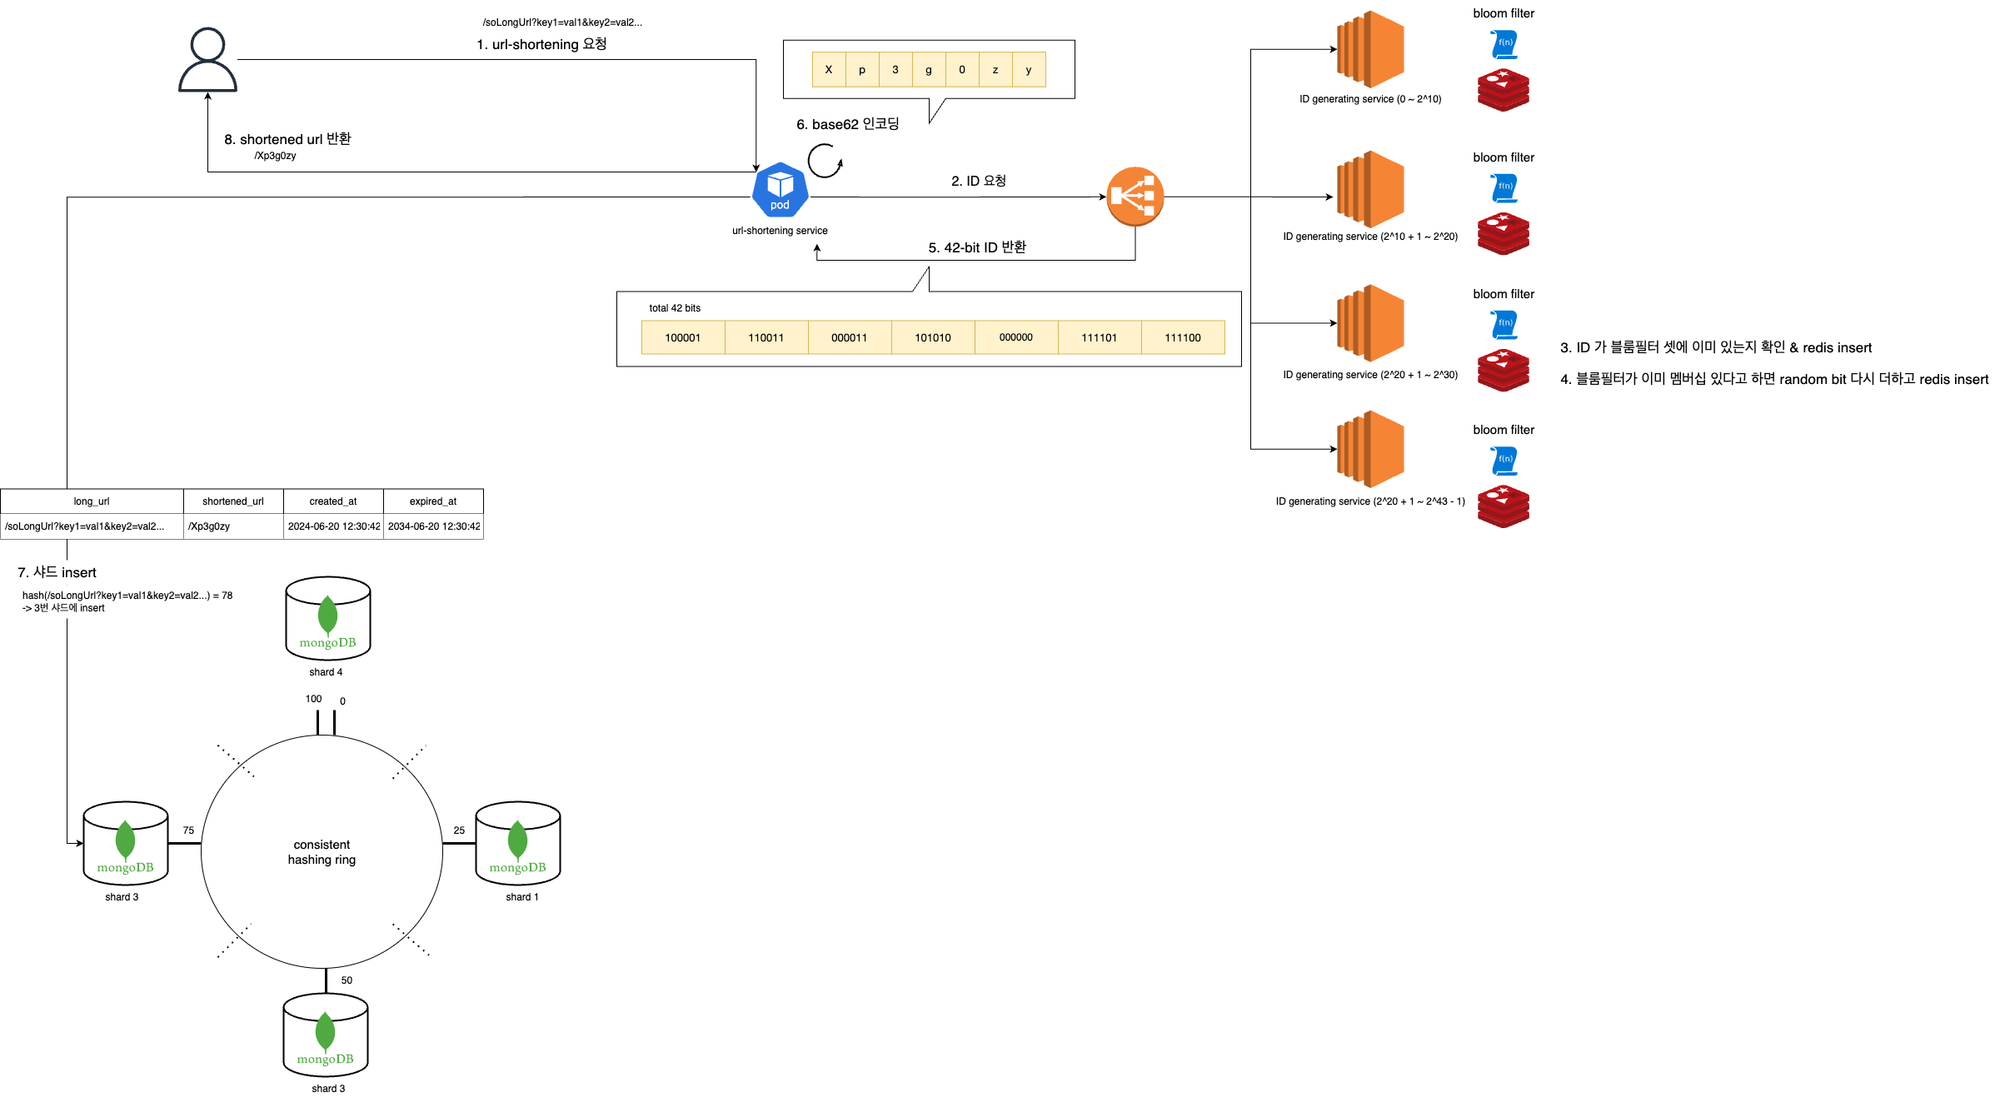 /soLongUrl?key1=val1&key2=val2...
1. url-shortening 요청
8. shortened url 반환
/Xp3g0zy
X p 3 g 0 z y
6. base62 인코딩
pod
url-shortening service
2. ID 요청
5. 42-bit ID 반환
total 42 bits
100001 110011 000011 101010 000000 111101 111100
bloom filter
f(n)
ID generating service (0 ~ 2^10)
bloom filter
f(n)
ID generating service (2^10 + 1 ~ 2^20)
bloom filter
f(n)
ID generating service (2^20 + 1 ~ 2^30)
bloom filter
f(n)
ID generating service (2^20 + 1 ~ 2^43 - 1)
3. ID 가 블룸필터 셋에 이미 있는지 확인 & redis insert
4. 블룸필터가 이미 멤버십 있다고 하면 random bit 다시 더하고 redis insert
long_url shortened_url created_at expired_at
/soLongUrl?key1=val1&key2=val2... /Xp3g0zy 2024-06-20 12:30:42 2034-06-20 12:30:42
7. 샤드 insert
hash(/soLongUrl?key1=val1&key2=val2...) = 78
-> 3번 샤드에 insert
mongoDB
shard 4
100 0
75
mongoDB
shard 3
consistent
hashing ring
25
mongoDB
shard 1
50
mongoDB
shard 3